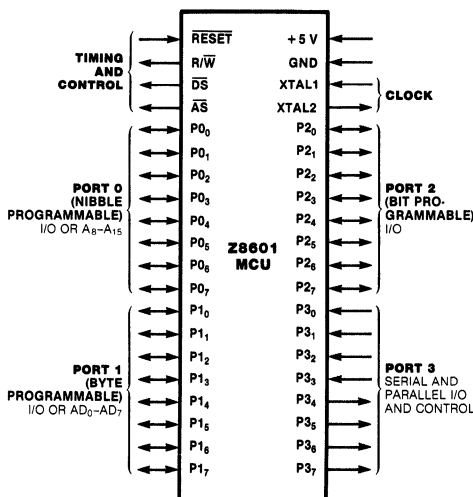 TIMING
AND
CONTROL
R̅E̅S̅E̅T̅
R/W̅
D̅S̅
A̅S̅
PORT 0
(NIBBLE
PROGRAMMABLE)
I/O OR A₈–A₁₅
P0₀
P0₁
P0₂
P0₃
P0₄
P0₅
P0₆
P0₇
PORT 1
(BYTE
PROGRAMMABLE)
I/O OR AD₀–AD₇
P1₀
P1₁
P1₂
P1₃
P1₄
P1₅
P1₆
P1₇
Z8601
MCU
+5 V
GND
XTAL1
XTAL2
CLOCK
P2₀
P2₁
P2₂
P2₃
P2₄
P2₅
P2₆
P2₇
PORT 2
(BIT PRO-
GRAMMABLE)
I/O
P3₀
P3₁
P3₂
P3₃
P3₄
P3₅
P3₆
P3₇
PORT 3
SERIAL AND
PARALLEL I/O
AND CONTROL